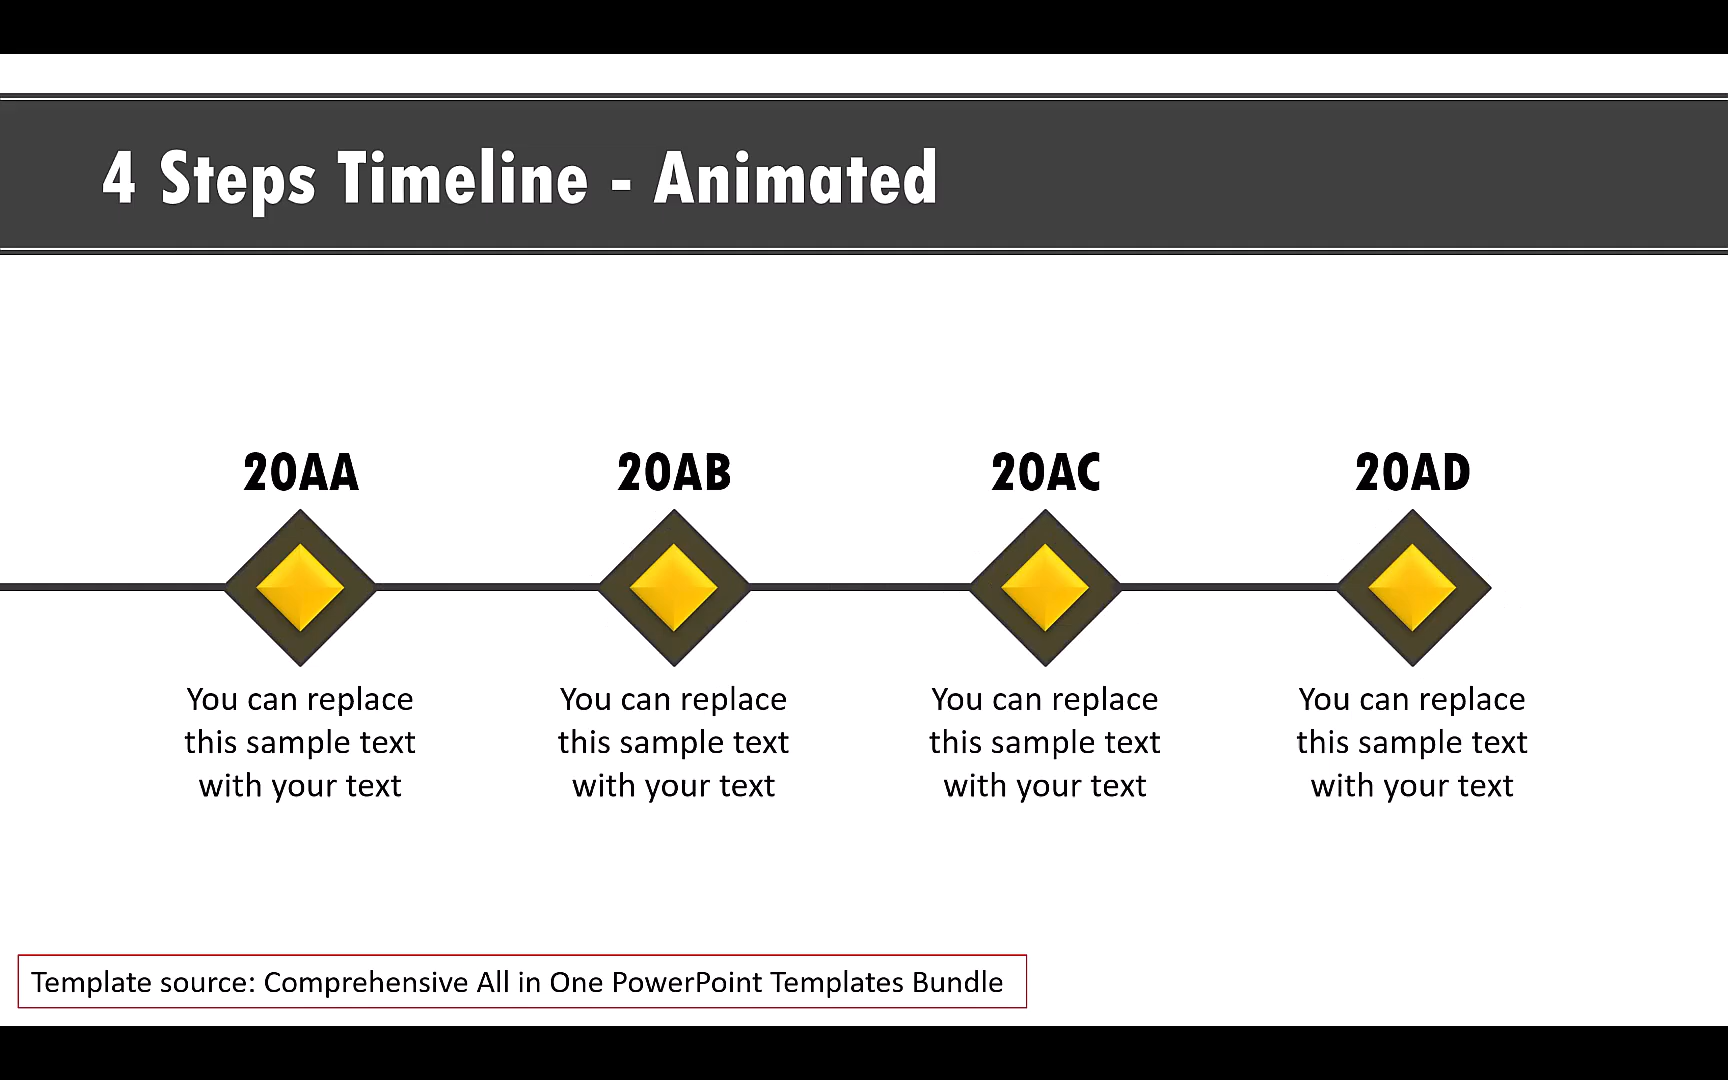 4 Steps Timeline - Animated
20AA
20AB
20AC
20AD
You can replace
this sample text
with your text
You can replace
this sample text
with your text
You can replace
this sample text
with your text
You can replace
this sample text
with your text
Template source: Comprehensive All in One PowerPoint Templates Bundle